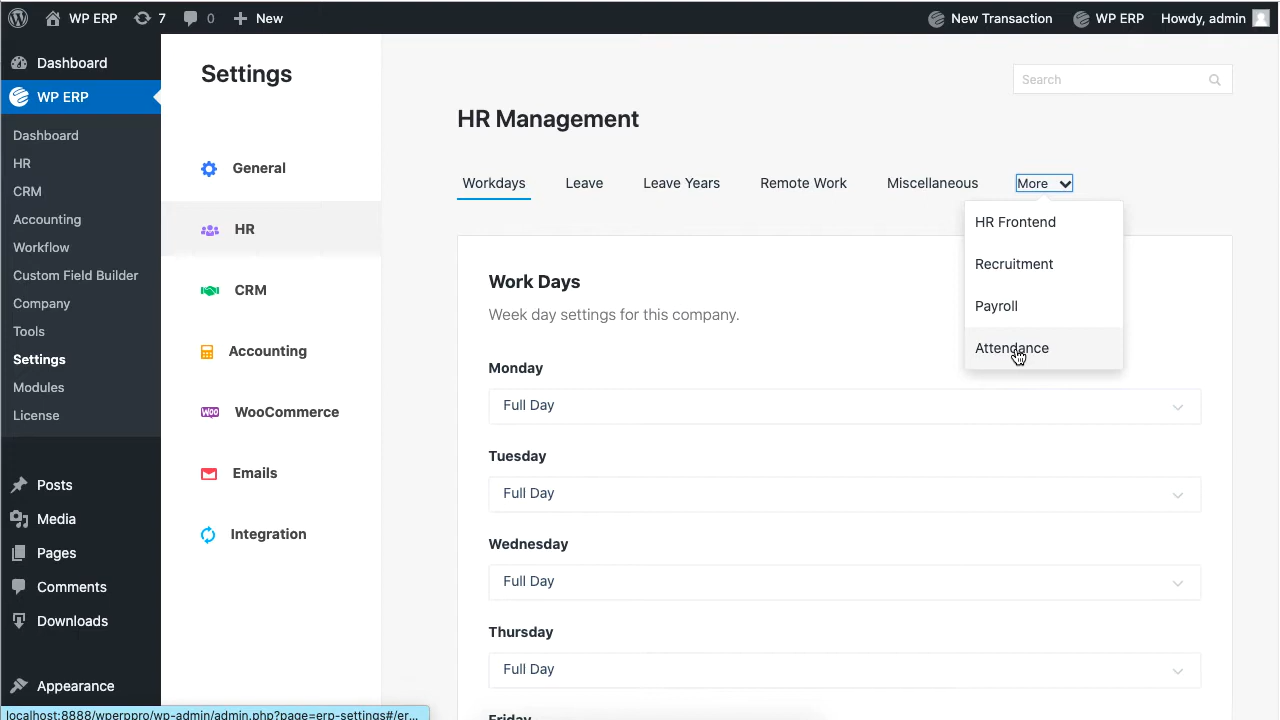 WP ERP
7
0
New
New Transaction
WP ERP
Howdy, admin
Dashboard
WP ERP
Dashboard
HR
CRM
Accounting
Workflow
Custom Field Builder
Company
Tools
Settings
Modules
License
Posts
Media
Pages
Comments
Downloads
Appearance
Settings
General
HR
CRM
Accounting
WOO WooCommerce
Emails
Integration
Search
HR Management
Workdays
Leave
Leave Years
Remote Work
Miscellaneous
More
HR Frontend
Recruitment
Payroll
Attendance
Work Days
Week day settings for this company.
Monday
Full Day
Tuesday
Full Day
Wednesday
Full Day
Thursday
Full Day
Friday
localhost:8888/wperppro/wp-admin/admin.php?page=erp-settings#/er...